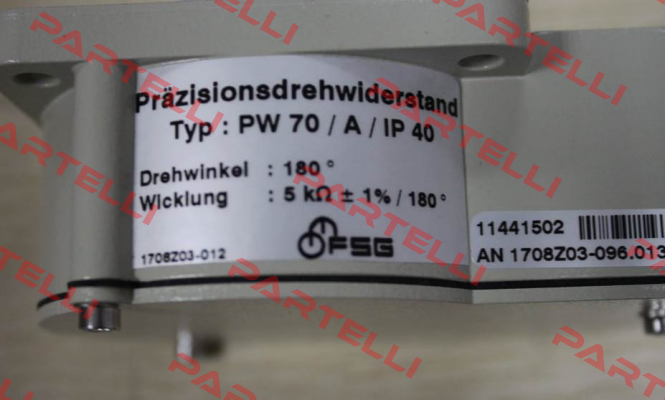 Präzisionsdrehwiderstand
Typ : PW 70 / A / IP 40
Drehwinkel : 180 °
Wicklung : 5 kΩ ± 1% / 180 °
FSG
1708Z03-012
11441502
AN 1708Z03-096.013
PARTELLI
PARTELLI
PARTELLI
PARTELLI
PARTELLI
PARTELLI
PARTELLI